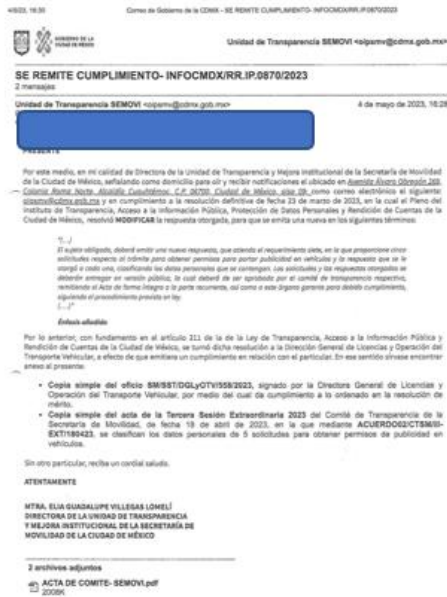 4/5/23, 16:30 Correo de Gobierno de la CDMX - SE REMITE CUMPLIMIENTO- INFOCMDX/RR.IP.0870/2023
GOBIERNO DE LA
CIUDAD DE MÉXICO
Unidad de Transparencia SEMOVI <oipsmv@cdmx.gob.mx>
SE REMITE CUMPLIMIENTO- INFOCMDX/RR.IP.0870/2023
2 mensajes
Unidad de Transparencia SEMOVI <oipsmv@cdmx.gob.mx> 4 de mayo de 2023, 16:28
PRESENTE
Por este medio, en mi calidad de Directora de la Unidad de Transparencia y Mejora Institucional de la Secretaría de Movilidad
de la Ciudad de México, señalando como domicilio para oír y recibir notificaciones el ubicado en Avenida Álvaro Obregón 269,
Colonia Roma Norte, Alcaldía Cuauhtémoc, C.P. 06700, Ciudad de México, piso 09; como correo electrónico el siguiente:
oipsmv@cdmx.gob.mx y en cumplimiento a la resolución definitiva de fecha 23 de marzo de 2023, en la cual el Pleno del
Instituto de Transparencia, Acceso a la Información Pública, Protección de Datos Personales y Rendición de Cuentas de la
Ciudad de México, resolvió MODIFICAR la respuesta otorgada, para que se emita una nueva en los siguientes términos:
"(...)
El sujeto obligado, deberá emitir una nueva respuesta, que atienda el requerimiento siete, en la que proporcione cinco
solicitudes respecto al trámite para obtener permisos para portar publicidad en vehículos y la respuesta que se le
otorgó a cada una, clasificando los datos personales que se contengan. Las solicitudes y las respuestas otorgadas se
deberán entregar en versión pública, la cual deberá de ser aprobada por el comité de transparencia respectivo,
remitiendo el Acta de forma íntegra a la parte recurrente, así como a este órgano garante para debido cumplimiento,
siguiendo el procedimiento previsto en ley.
(...)"
Énfasis añadido
Por lo anterior, con fundamento en el artículo 211 de la de la Ley de Transparencia, Acceso a la Información Pública y
Rendición de Cuentas de la Ciudad de México, se turnó dicha resolución a la Dirección General de Licencias y Operación del
Transporte Vehicular, a efecto de que emitiera un cumplimiento en relación con el particular. En ese sentido sírvase encontrar
anexo al presente:
• Copia simple del oficio SM/SST/DGLyOTV/558/2023, signado por la Directora General de Licencias y
Operación del Transporte Vehicular, por medio del cual da cumplimiento a lo ordenado en la resolución de
mérito.
• Copia simple del acta de la Tercera Sesión Extraordinaria 2023 del Comité de Transparencia de la
Secretaría de Movilidad, de fecha 19 de abril de 2023, en la que mediante ACUERDO02/CTSM/III-
EXT/180423, se clasifican los datos personales de 5 solicitudes para obtener permisos de publicidad en
vehículos.
Sin otro particular, reciba un cordial saludo.
ATENTAMENTE
MTRA. ELIA GUADALUPE VILLEGAS LOMELÍ
DIRECTORA DE LA UNIDAD DE TRANSPARENCIA
Y MEJORA INSTITUCIONAL DE LA SECRETARÍA DE
MOVILIDAD DE LA CIUDAD DE MÉXICO
2 archivos adjuntos
ACTA DE COMITE- SEMOVI.pdf
2008K